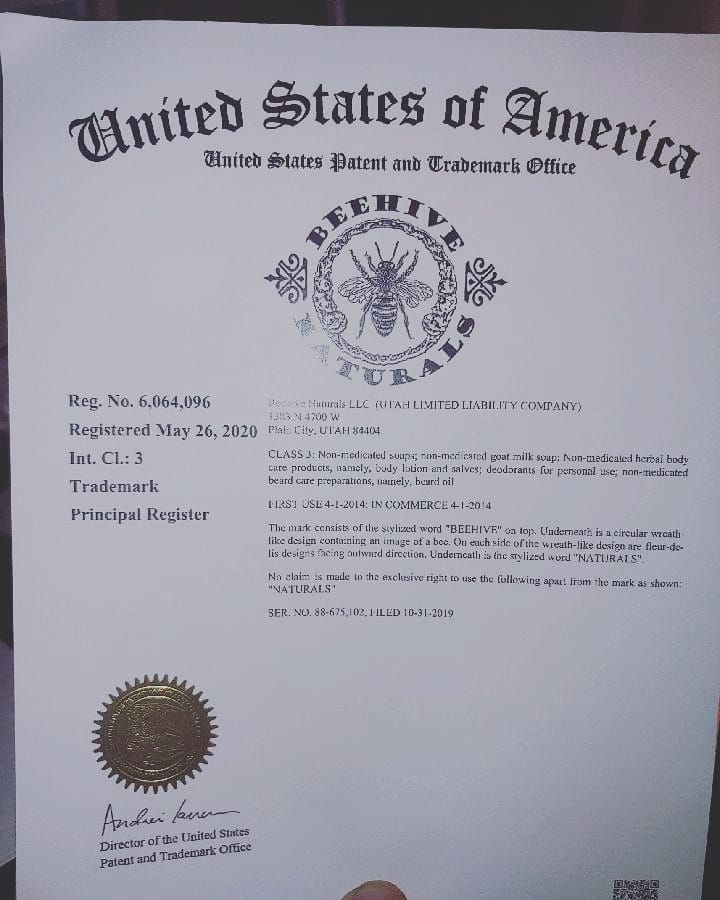 United States of America
United States Patent and Trademark Office
BEEHIVE
NATURALS
Reg. No. 6,064,096
Registered May 26, 2020
Int. Cl.: 3
Trademark
Principal Register
Beehive Naturals LLC (UTAH LIMITED LIABILITY COMPANY)
1383 N 4700 W
Plain City, UTAH 84404
CLASS 3: Non-medicated soaps; non-medicated goat milk soap; Non-medicated herbal body
care products, namely, body lotion and salves; deodorants for personal use; non-medicated
beard care preparations, namely, beard oil
FIRST USE 4-1-2014; IN COMMERCE 4-1-2014
The mark consists of the stylized word "BEEHIVE" on top. Underneath is a circular wreath-
like design containing an image of a bee. On each side of the wreath-like design are fleur-de-
lis designs facing outward direction. Underneath is the stylized word "NATURALS".
No claim is made to the exclusive right to use the following apart from the mark as shown:
"NATURALS"
SER. NO. 88-675,102, FILED 10-31-2019
Director of the United States
Patent and Trademark Office